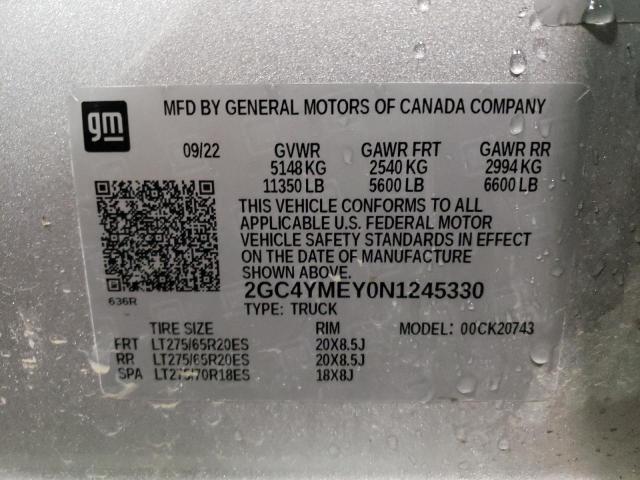 gm
MFD BY GENERAL MOTORS OF CANADA COMPANY
09/22 GVWR GAWR FRT GAWR RR
5148 KG 2540 KG 2994 KG
11350 LB 5600 LB 6600 LB
THIS VEHICLE CONFORMS TO ALL
APPLICABLE U.S. FEDERAL MOTOR
VEHICLE SAFETY STANDARDS IN EFFECT
ON THE DATE OF MANUFACTURE
SHOWN ABOVE.
636R
2GC4YMEY0N1245330
TYPE: TRUCK MODEL: 00CK20743
TIRE SIZE RIM
FRT LT275/65R20ES 20X8.5J
RR LT275/65R20ES 20X8.5J
SPA LT275/70R18ES 18X8J